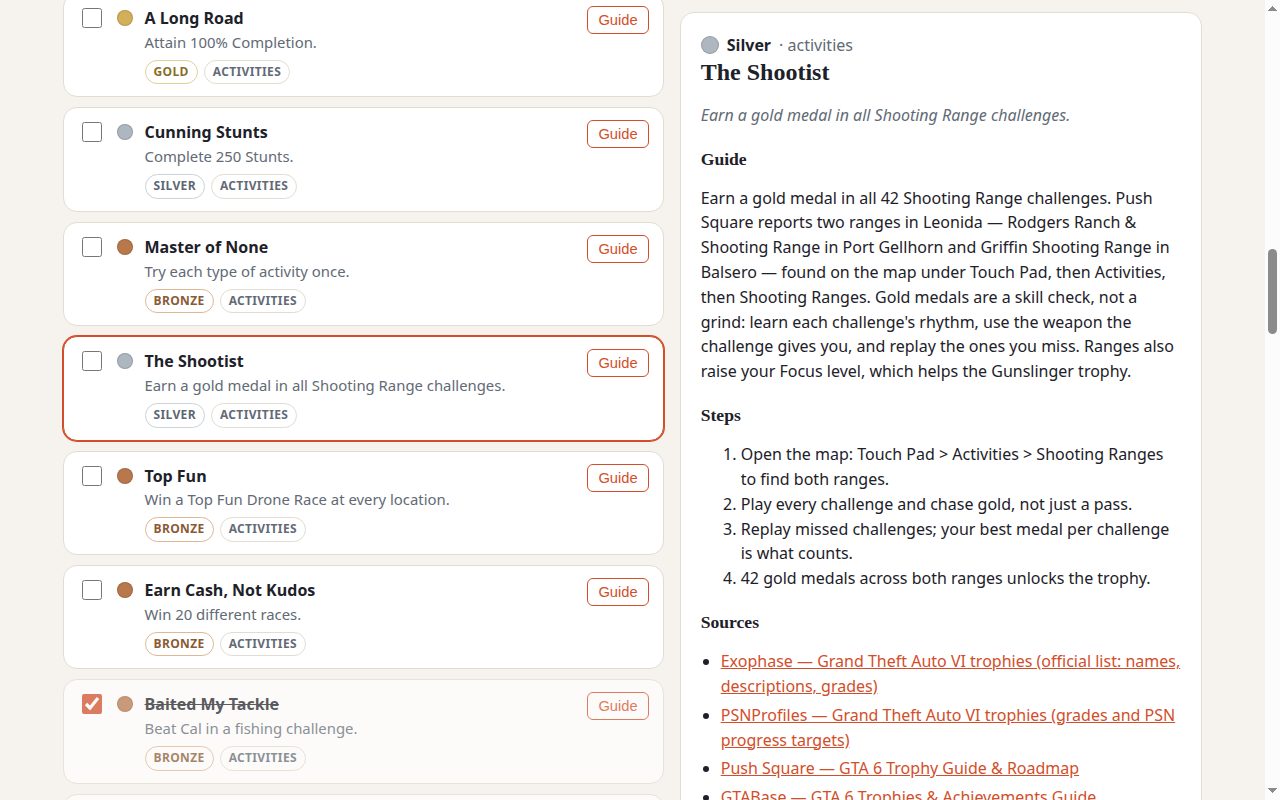 A Long Road
Guide
Attain 100% Completion.
GOLD
ACTIVITIES
Cunning Stunts
Guide
Complete 250 Stunts.
SILVER
ACTIVITIES
Master of None
Guide
Try each type of activity once.
BRONZE
ACTIVITIES
The Shootist
Guide
Earn a gold medal in all Shooting Range challenges.
SILVER
ACTIVITIES
Top Fun
Guide
Win a Top Fun Drone Race at every location.
BRONZE
ACTIVITIES
Earn Cash, Not Kudos
Guide
Win 20 different races.
BRONZE
ACTIVITIES
Baited My Tackle
Guide
Beat Cal in a fishing challenge.
BRONZE
ACTIVITIES
Silver · activities
The Shootist
Earn a gold medal in all Shooting Range challenges.
Guide
Earn a gold medal in all 42 Shooting Range challenges. Push
Square reports two ranges in Leonida — Rodgers Ranch &
Shooting Range in Port Gellhorn and Griffin Shooting Range in
Balsero — found on the map under Touch Pad, then Activities,
then Shooting Ranges. Gold medals are a skill check, not a
grind: learn each challenge's rhythm, use the weapon the
challenge gives you, and replay the ones you miss. Ranges also
raise your Focus level, which helps the Gunslinger trophy.
Steps
1. Open the map: Touch Pad > Activities > Shooting Ranges
to find both ranges.
2. Play every challenge and chase gold, not just a pass.
3. Replay missed challenges; your best medal per challenge
is what counts.
4. 42 gold medals across both ranges unlocks the trophy.
Sources
• Exophase — Grand Theft Auto VI trophies (official list: names,
descriptions, grades)
• PSNProfiles — Grand Theft Auto VI trophies (grades and PSN
progress targets)
• Push Square — GTA 6 Trophy Guide & Roadmap
• GTABase — GTA 6 Trophies & Achievements Guide